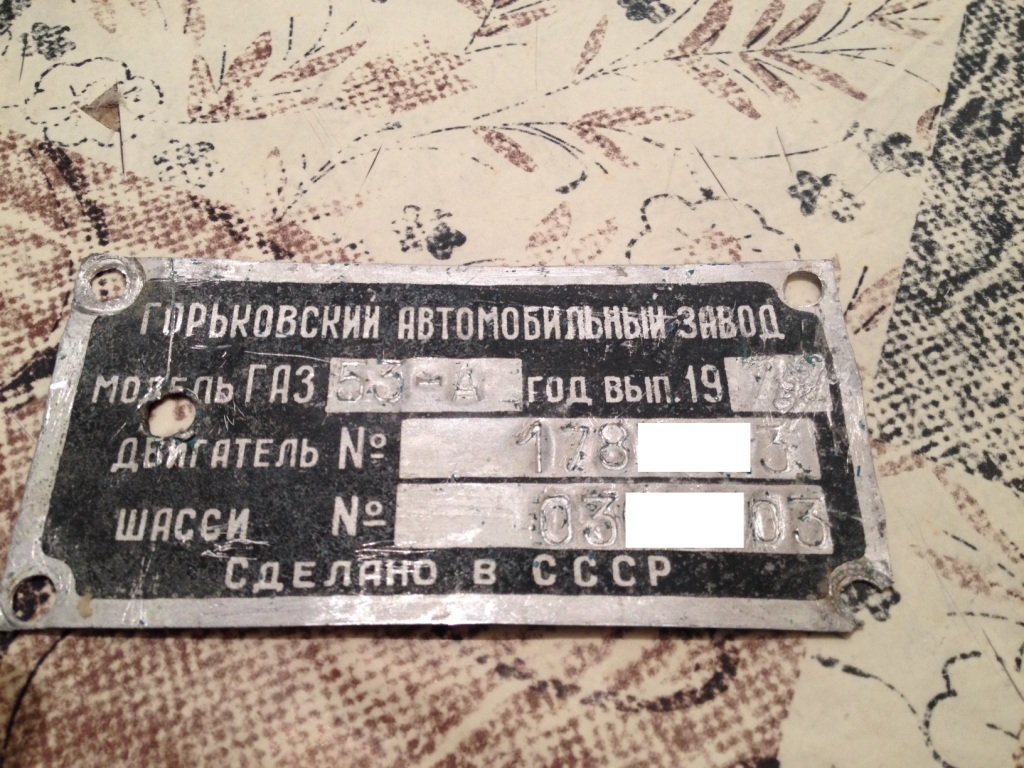 ГОРЬКОВСКИЙ АВТОМОБИЛЬНЫЙ ЗАВОД
МОДЕЛЬ ГАЗ 53-А ГОД ВЫП. 19
ДВИГАТЕЛЬ № 178 3
ШАССИ № 03 03
СДЕЛАНО В СССР